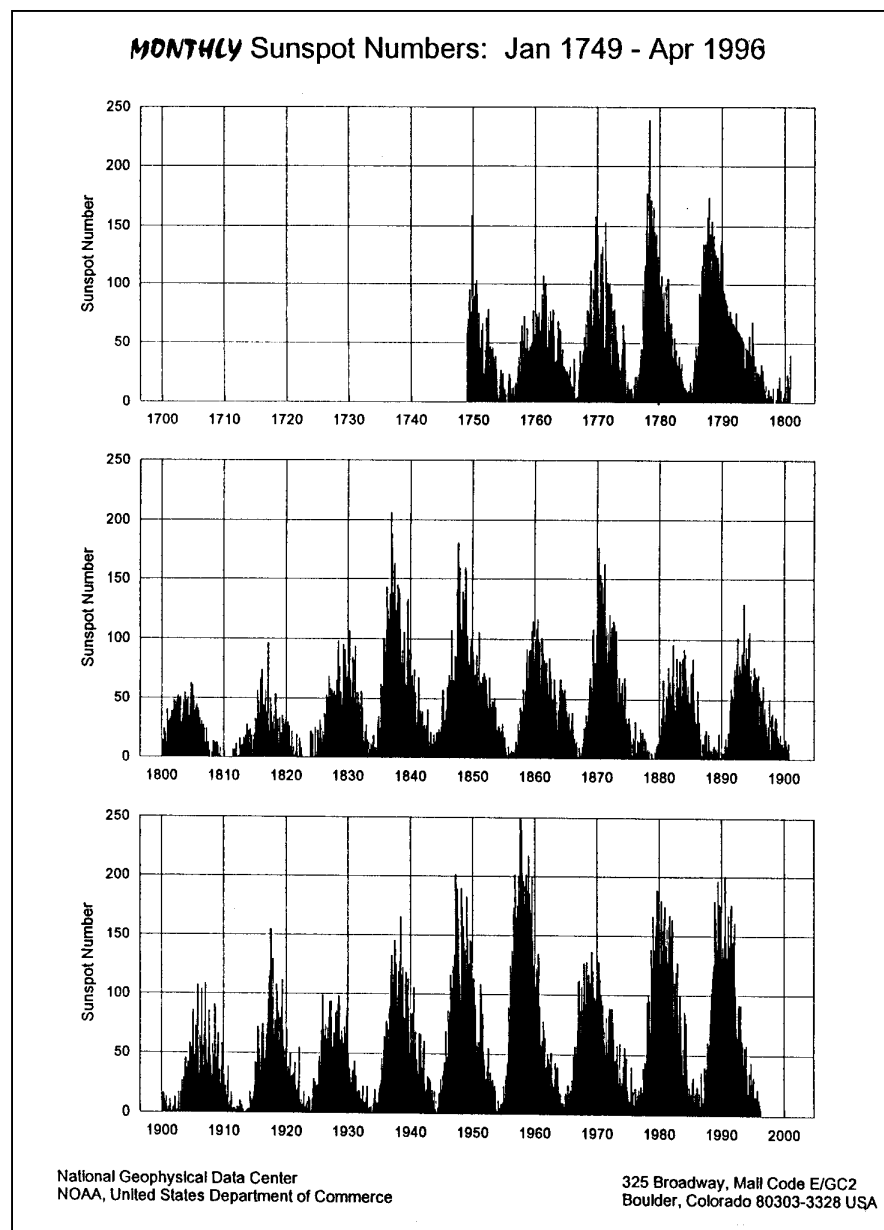 MONTHLY Sunspot Numbers: Jan 1749 - Apr 1996
250
200
150
100
50
0
Sunspot Number
1700 1710 1720 1730 1740 1750 1760 1770 1780 1790 1800
250
200
150
100
50
0
Sunspot Number
1800 1810 1820 1830 1840 1850 1860 1870 1880 1890 1900
250
200
150
100
50
0
Sunspot Number
1900 1910 1920 1930 1940 1950 1960 1970 1980 1990 2000
National Geophysical Data Center
NOAA, United States Department of Commerce
325 Broadway, Mail Code E/GC2
Boulder, Colorado 80303-3328 USA